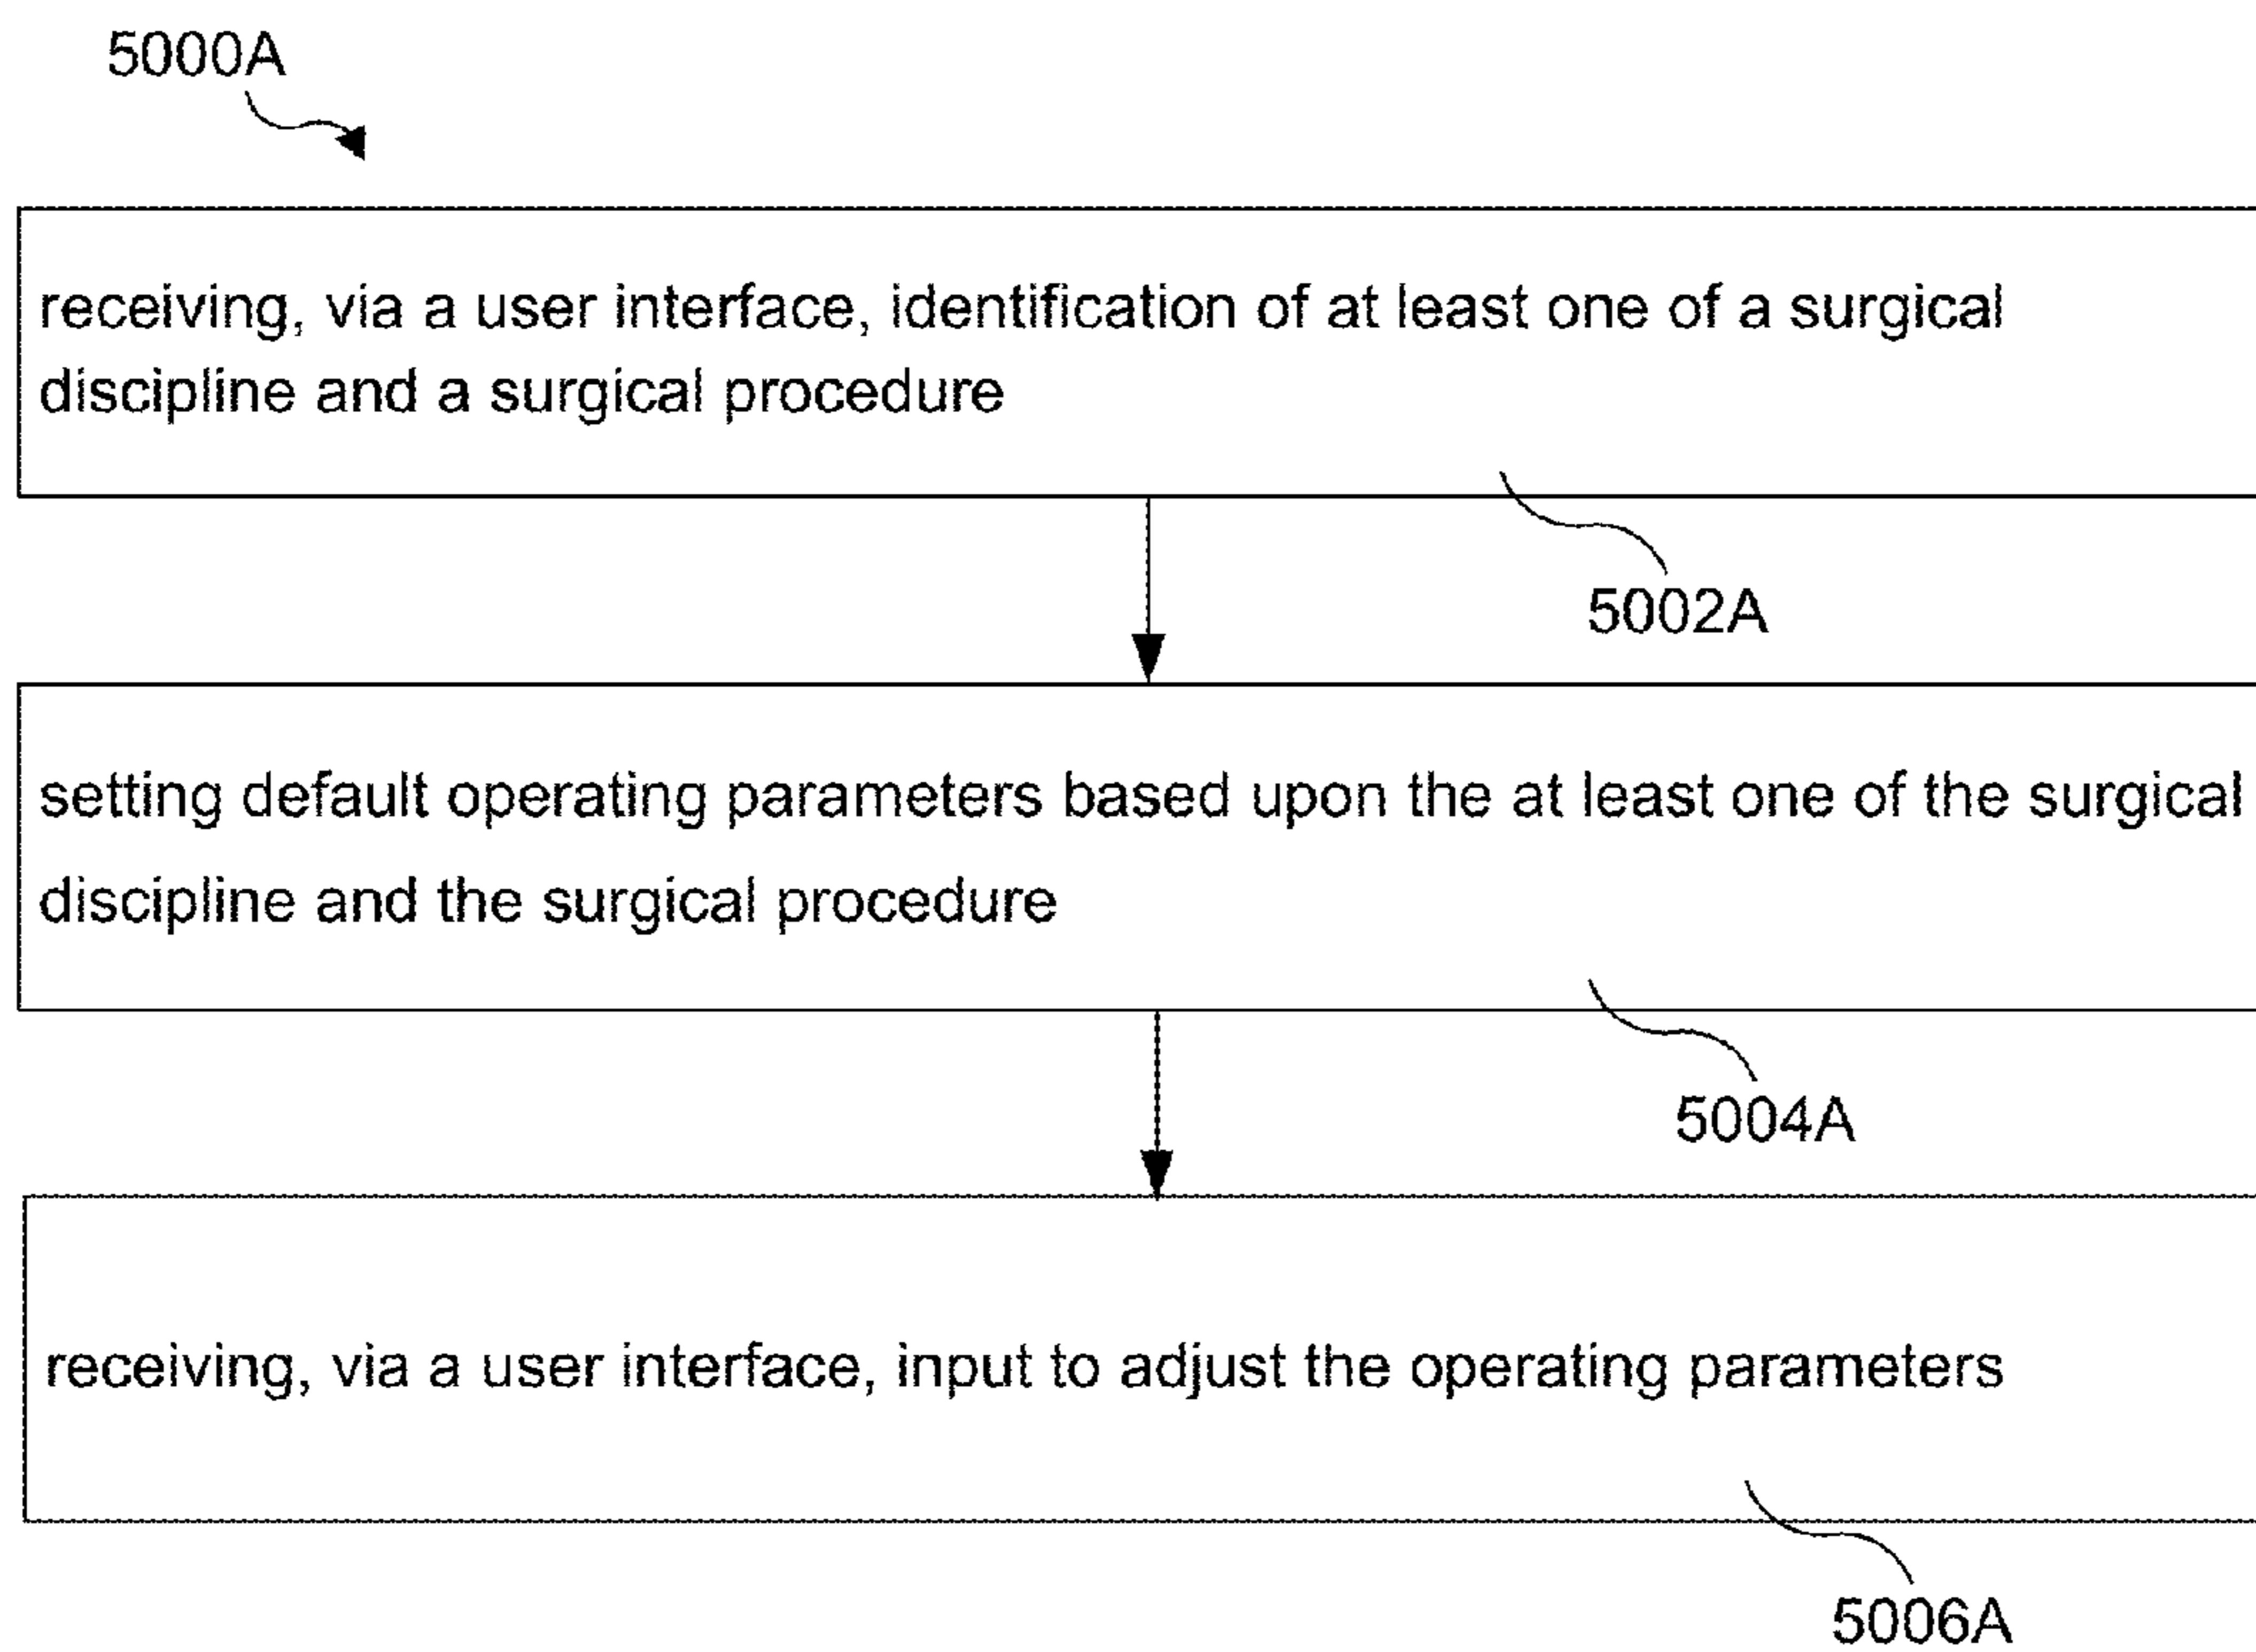 5000A
receiving, via a user interface, identification of at least one of a surgical
discipline and a surgical procedure
5002A
setting default operating parameters based upon the at least one of the surgical
discipline and the surgical procedure
5004A
receiving, via a user interface, input to adjust the operating parameters
5006A